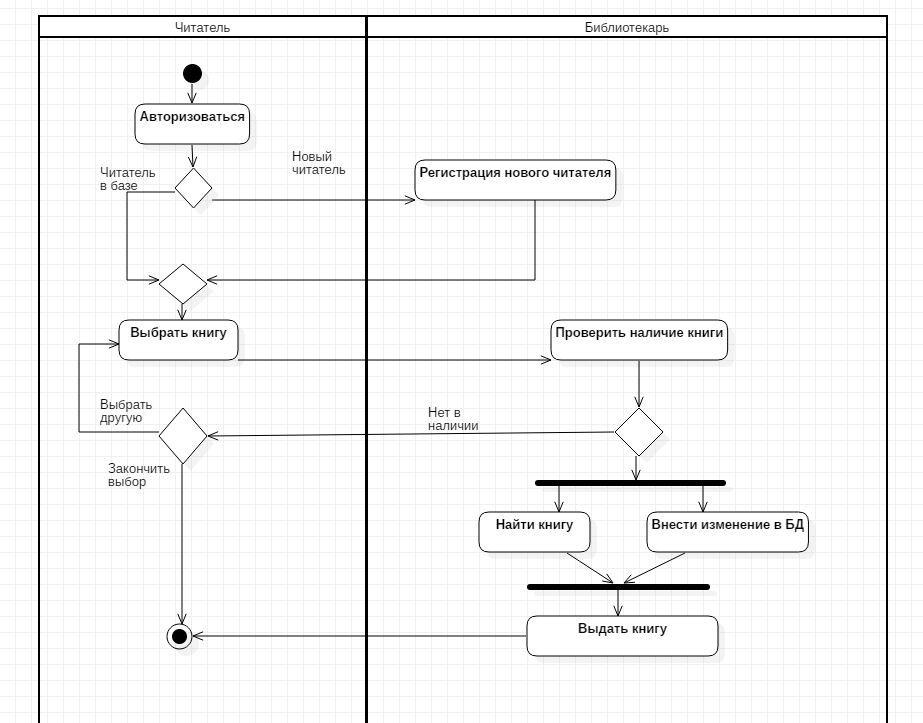 Читатель
Библиотекарь
Авторизоваться
Новый
читатель
Читатель
в базе
Регистрация нового читателя
Выбрать книгу
Проверить наличие книги
Выбрать
другую
Нет в
наличии
Закончить
выбор
Найти книгу
Внести изменение в БД
Выдать книгу